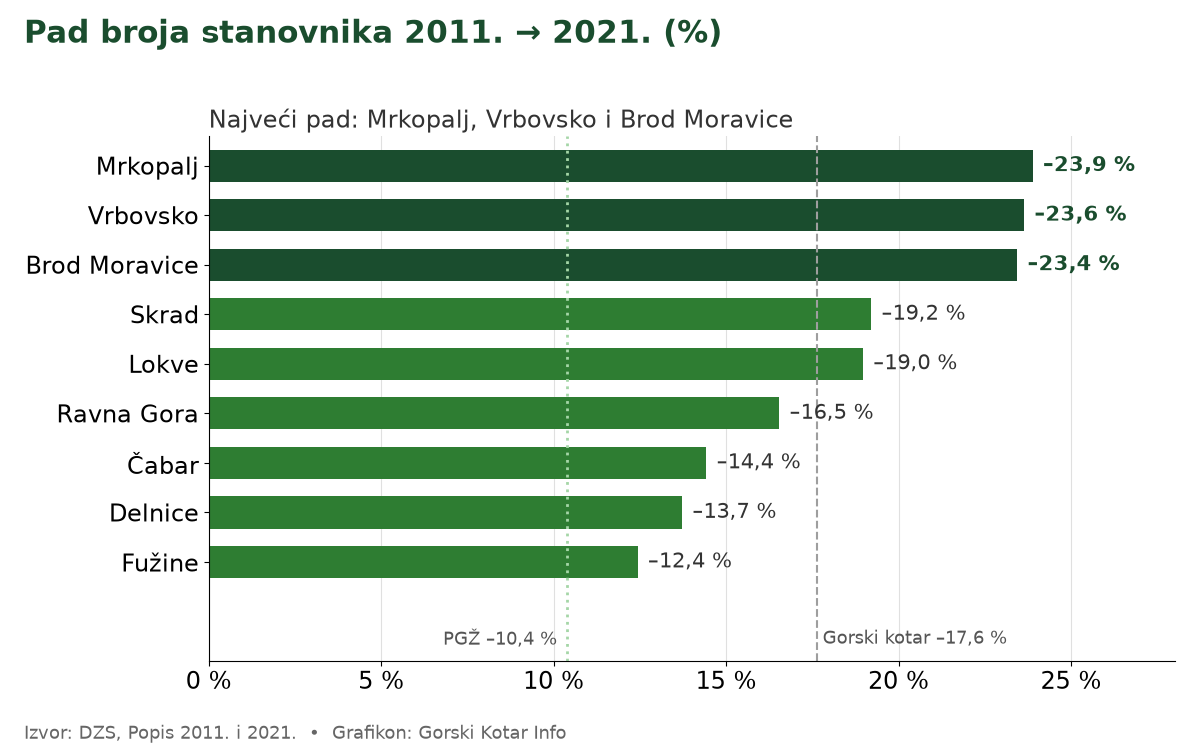 Pad broja stanovnika 2011. → 2021. (%)
Najveći pad: Mrkopalj, Vrbovsko i Brod Moravice
Mrkopalj –23,9 %
Vrbovsko –23,6 %
Brod Moravice –23,4 %
Skrad –19,2 %
Lokve –19,0 %
Ravna Gora –16,5 %
Čabar –14,4 %
Delnice –13,7 %
Fužine –12,4 %
PGŽ –10,4 % Gorski kotar –17,6 %
0 % 5 % 10 % 15 % 20 % 25 %
Izvor: DZS, Popis 2011. i 2021. • Grafikon: Gorski Kotar Info